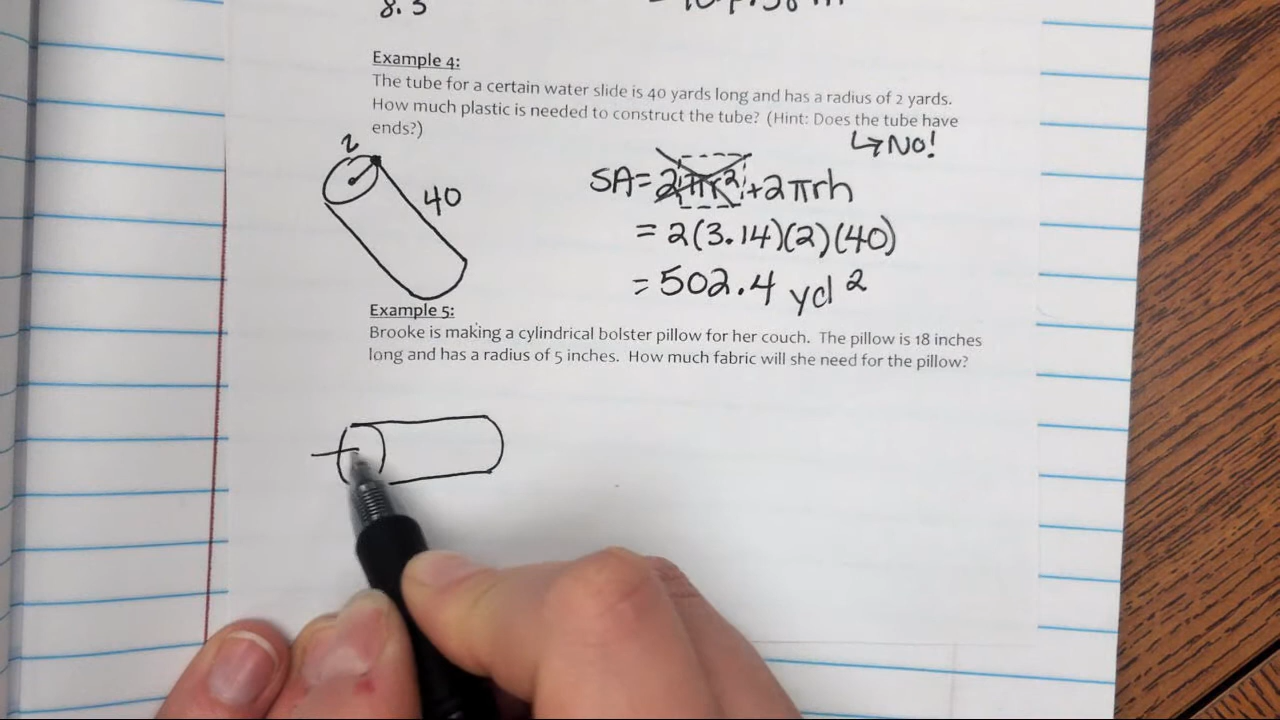 8. 5
Example 4:
The tube for a certain water slide is 40 yards long and has a radius of 2 yards.
How much plastic is needed to construct the tube? (Hint: Does the tube have
ends?)
↳No!
2
40
SA=2πr²+2πrh
= 2(3.14)(2)(40)
= 502.4 yd²
Example 5:
Brooke is making a cylindrical bolster pillow for her couch. The pillow is 18 inches
long and has a radius of 5 inches. How much fabric will she need for the pillow?